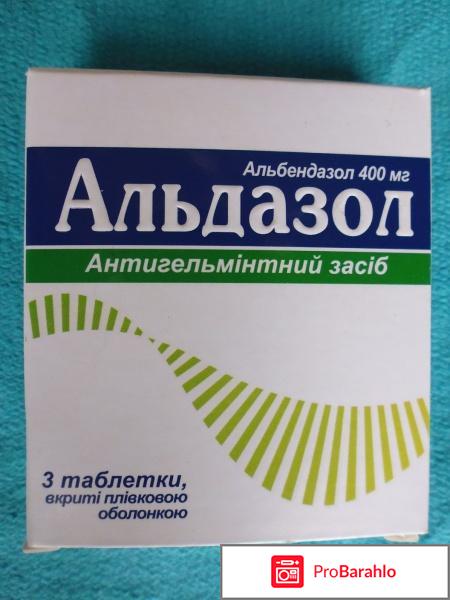 Альбендазол 400 мг
Альдазол
Антигельмінтний засіб
3 таблетки,
вкриті плівковою
оболонкою
ProBarahlo